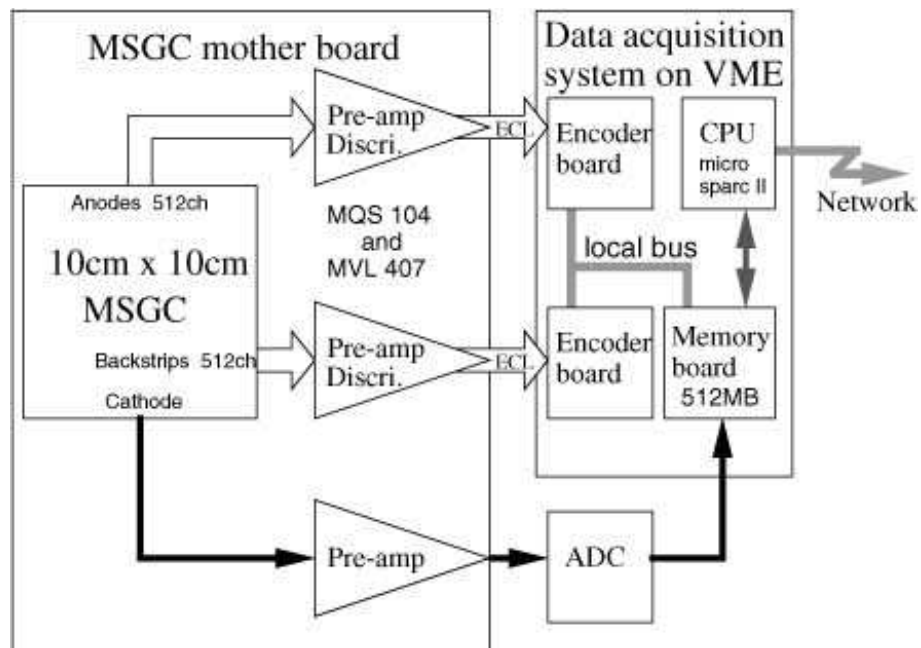 MSGC mother board
Pre-amp
Discri.
ECL
Anodes 512ch
10cm x 10cm
MSGC
Backstrips 512ch
Cathode
MQS 104
and
MVL 407
Pre-amp
Discri.
ECL
Pre-amp
Data acquisition
system on VME
Encoder
board
CPU
micro
sparc II
Network
local bus
Encoder
board
Memory
board
512MB
ADC